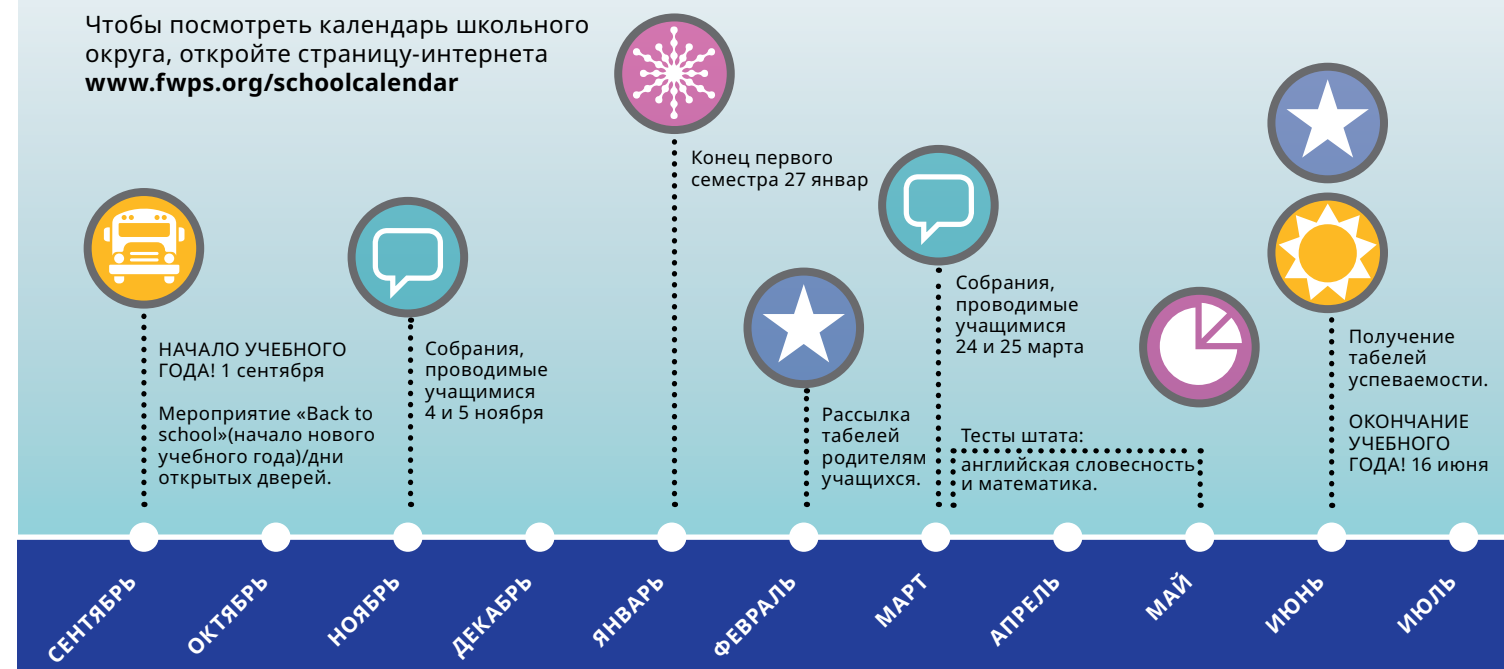 Чтобы посмотреть календарь школьного
округа, откройте страницу-интернета
www.fwps.org/schoolcalendar
НАЧАЛО УЧЕБНОГО
ГОДА! 1 сентября
Мероприятие «Back to
school»(начало нового
учебного года)/дни
открытых дверей.
Собрания,
проводимые
учащимися
4 и 5 ноября
Конец первого
семестра 27 январ
Рассылка
табелей
родителям
учащихся.
Собрания,
проводимые
учащимися
24 и 25 марта
Тесты штата:
английская словесность
и математика.
Получение
табелей
успеваемости.
ОКОНЧАНИЕ
УЧЕБНОГО
ГОДА! 16 июня
СЕНТЯБРЬ
ОКТЯБРЬ
НОЯБРЬ
ДЕКАБРЬ
ЯНВАРЬ
ФЕВРАЛЬ
МАРТ
АПРЕЛЬ
МАЙ
ИЮНЬ
ИЮЛЬ